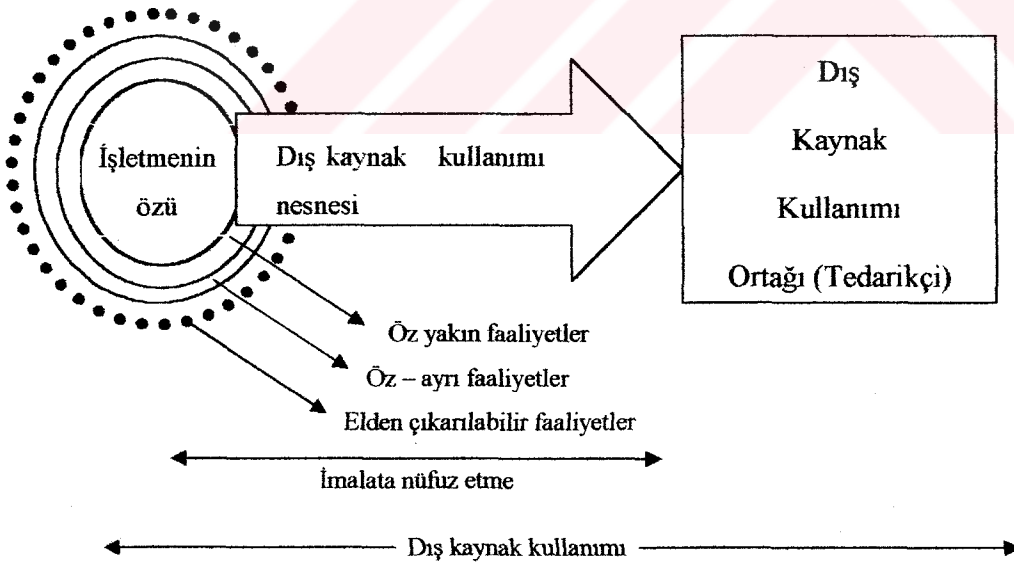 İşletmenin
özü
Dış kaynak kullanımı
nesnesi
Dış
Kaynak
Kullanımı
Ortağı (Tedarikçi)
Öz yakın faaliyetler
Öz – ayrı faaliyetler
Elden çıkarılabilir faaliyetler
İmalata nüfuz etme
Dış kaynak kullanımı